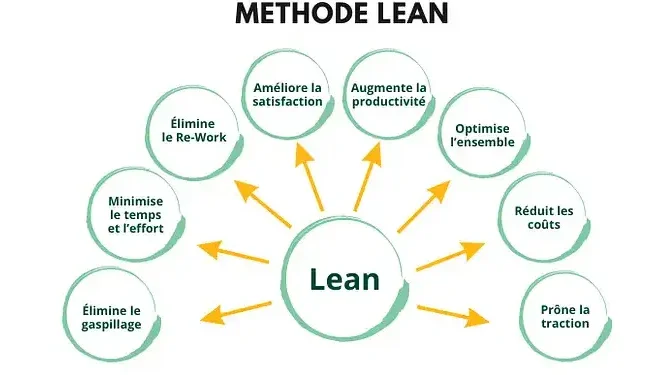 METHODE LEAN
Améliore la
satisfaction
Augmente la
productivité
Élimine
le Re-Work
Optimise
l'ensemble
Minimise
le temps
et l'effort
Réduit les
coûts
Lean
Élimine le
gaspillage
Prône la
traction